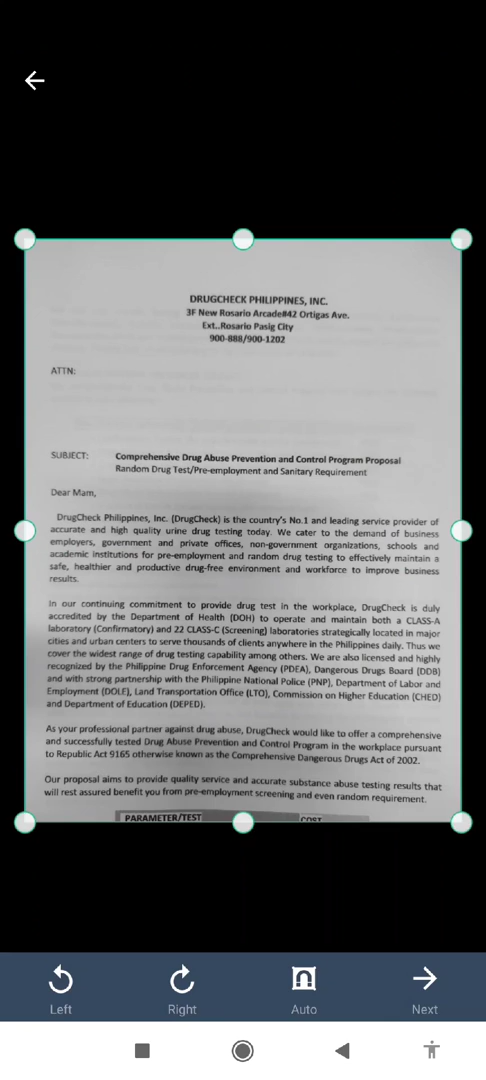 DRUGCHECK PHILIPPINES, INC.
3F New Rosario Arcade#42 Ortigas Ave.
Ext..Rosario Pasig City
900-888/900-1202
ATTN:
SUBJECT: Comprehensive Drug Abuse Prevention and Control Program Proposal
Random Drug Test/Pre-employment and Sanitary Requirement
Dear Mam,
DrugCheck Philippines, Inc. (DrugCheck) is the country's No.1 and leading service provider of
accurate and high quality urine drug testing today. We cater to the demand of business
employers, government and private offices, non-government organizations, schools and
academic institutions for pre-employment and random drug testing to effectively maintain a
safe, healthier and productive drug-free environment and workforce to improve business
results.
In our continuing commitment to provide drug test in the workplace, DrugCheck is duly
accredited by the Department of Health (DOH) to operate and maintain both a CLASS-A
laboratory (Confirmatory) and 22 CLASS-C (Screening) laboratories strategically located in major
cities and urban centers to serve thousands of clients anywhere in the Philippines daily. Thus we
cover the widest range of drug testing capability among others. We are also licensed and highly
recognized by the Philippine Drug Enforcement Agency (PDEA), Dangerous Drugs Board (DDB)
and with strong partnership with the Philippine National Police (PNP), Department of Labor and
Employment (DOLE), Land Transportation Office (LTO), Commission on Higher Education (CHED)
and Department of Education (DEPED).
As your professional partner against drug abuse, DrugCheck would like to offer a comprehensive
and successfully tested Drug Abuse Prevention and Control Program in the workplace pursuant
to Republic Act 9165 otherwise known as the Comprehensive Dangerous Drugs Act of 2002.
Our proposal aims to provide quality service and accurate substance abuse testing results that
will rest assured benefit you from pre-employment screening and even random requirement.
PARAMETER/TEST COST
Left Right Auto Next